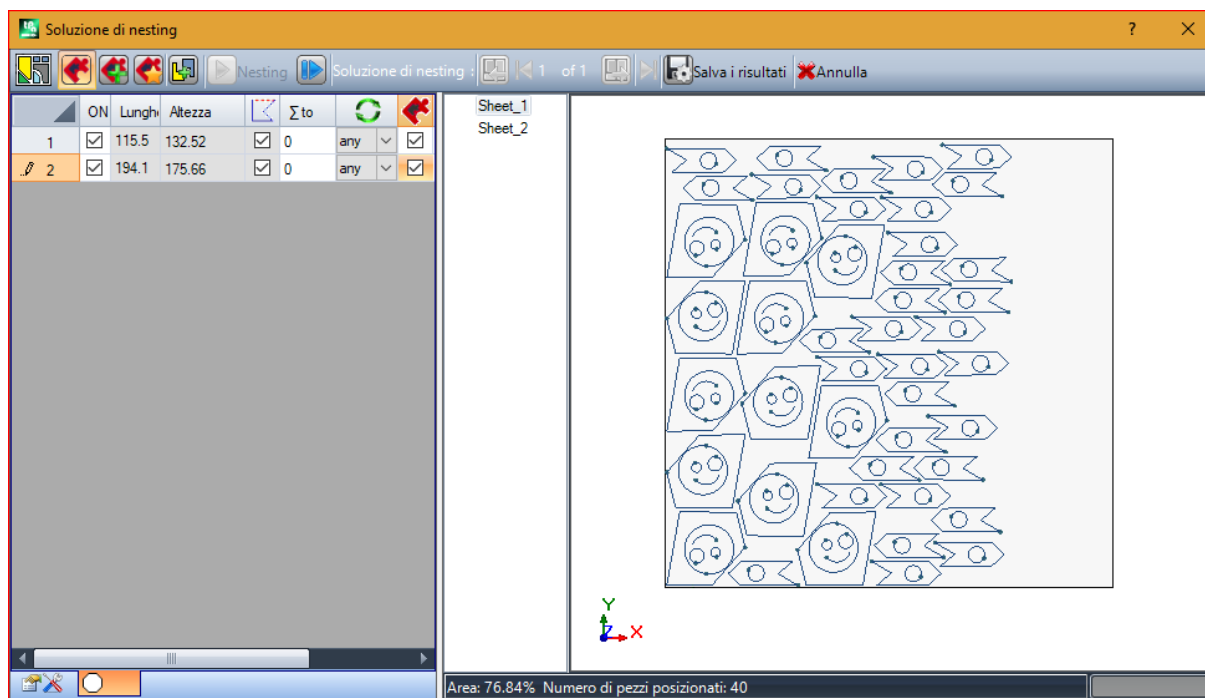 Soluzione di nesting ?
Nesting Soluzione di nesting : 1 of 1 Salva i risultati Annulla
ON Lungh Altezza Σ to
1 115.5 132.52 0 any
2 194.1 175.66 0 any
Sheet_1
Sheet_2
Y
Z X
Area: 76.84% Numero di pezzi posizionati: 40